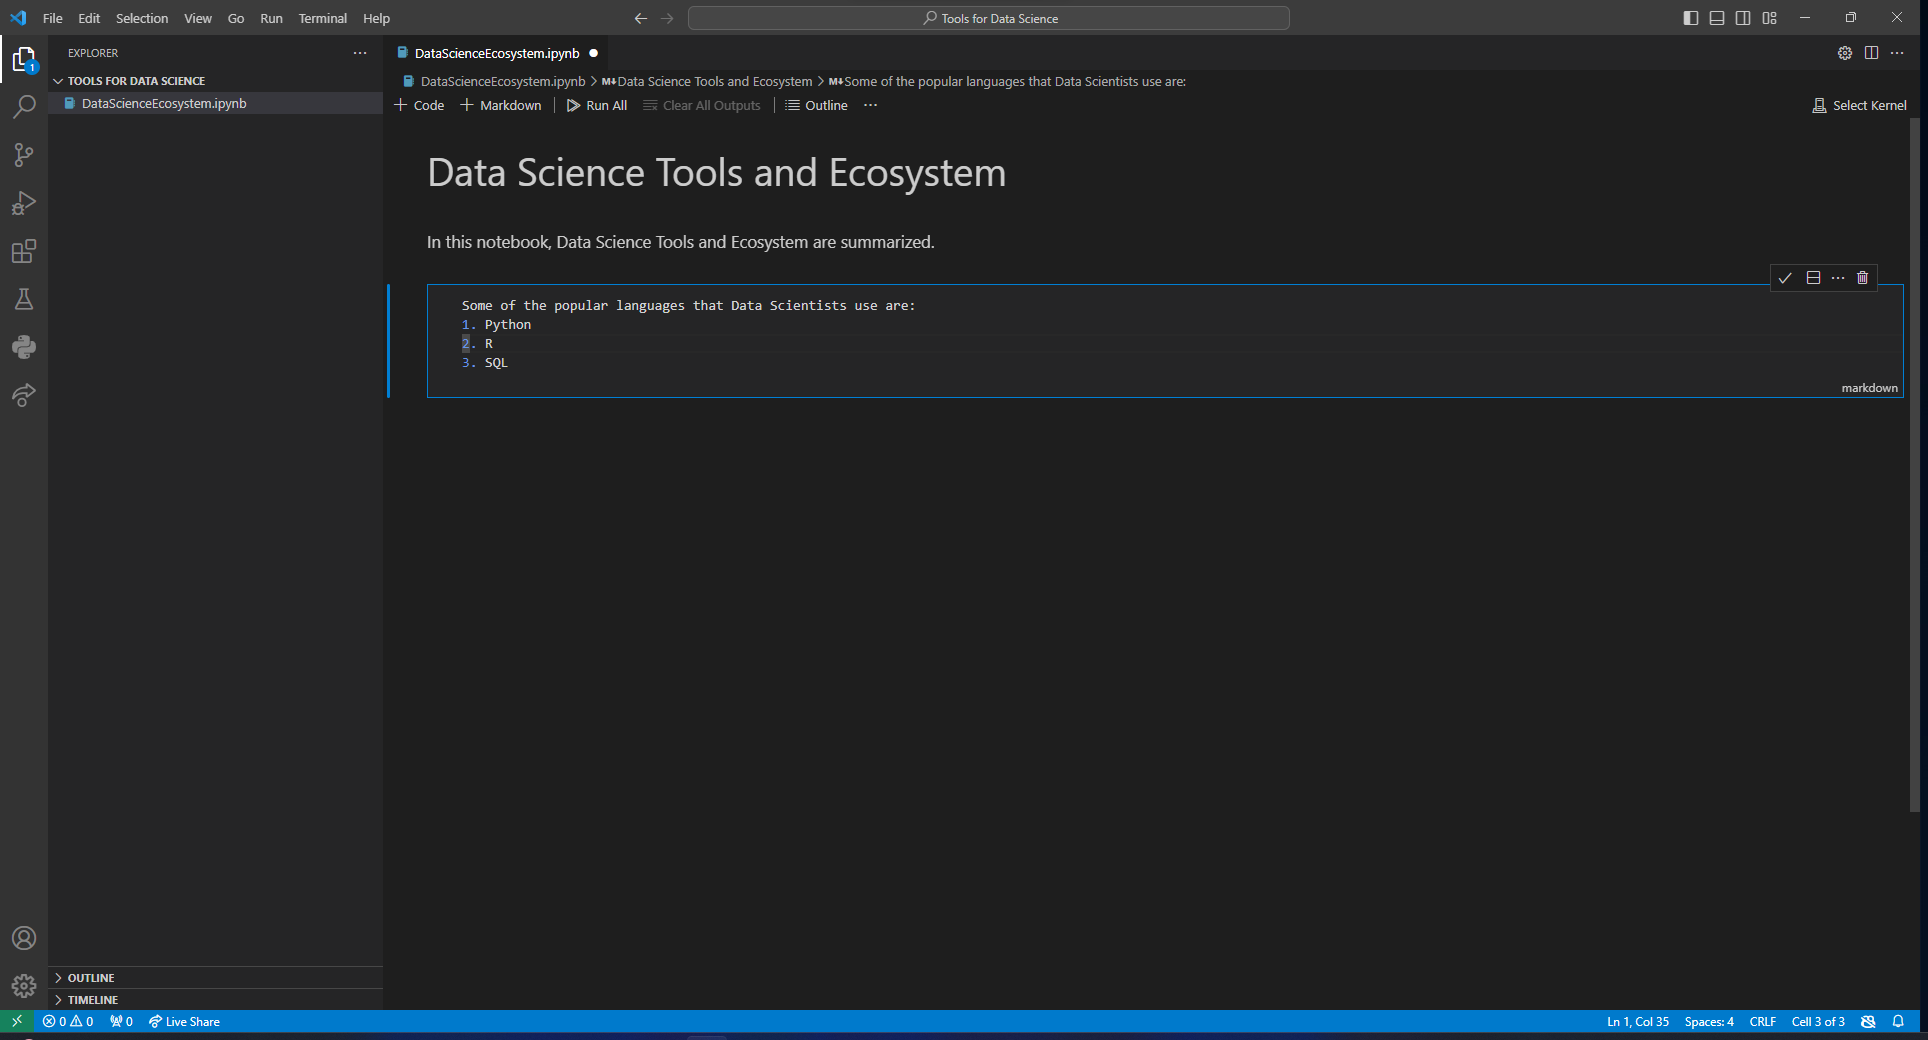 File Edit Selection View Go Run Terminal Help
Tools for Data Science
EXPLORER
1
TOOLS FOR DATA SCIENCE
DataScienceEcosystem.ipynb
DataScienceEcosystem.ipynb
DataScienceEcosystem.ipynb > M↓Data Science Tools and Ecosystem > M↓Some of the popular languages that Data Scientists use are:
+ Code + Markdown | Run All Clear All Outputs | Outline ...
Select Kernel
Data Science Tools and Ecosystem
In this notebook, Data Science Tools and Ecosystem are summarized.
Some of the popular languages that Data Scientists use are:
1. Python
2. R
3. SQL
markdown
OUTLINE
TIMELINE
0 0 0 Live Share
Ln 1, Col 35 Spaces: 4 CRLF Cell 3 of 3